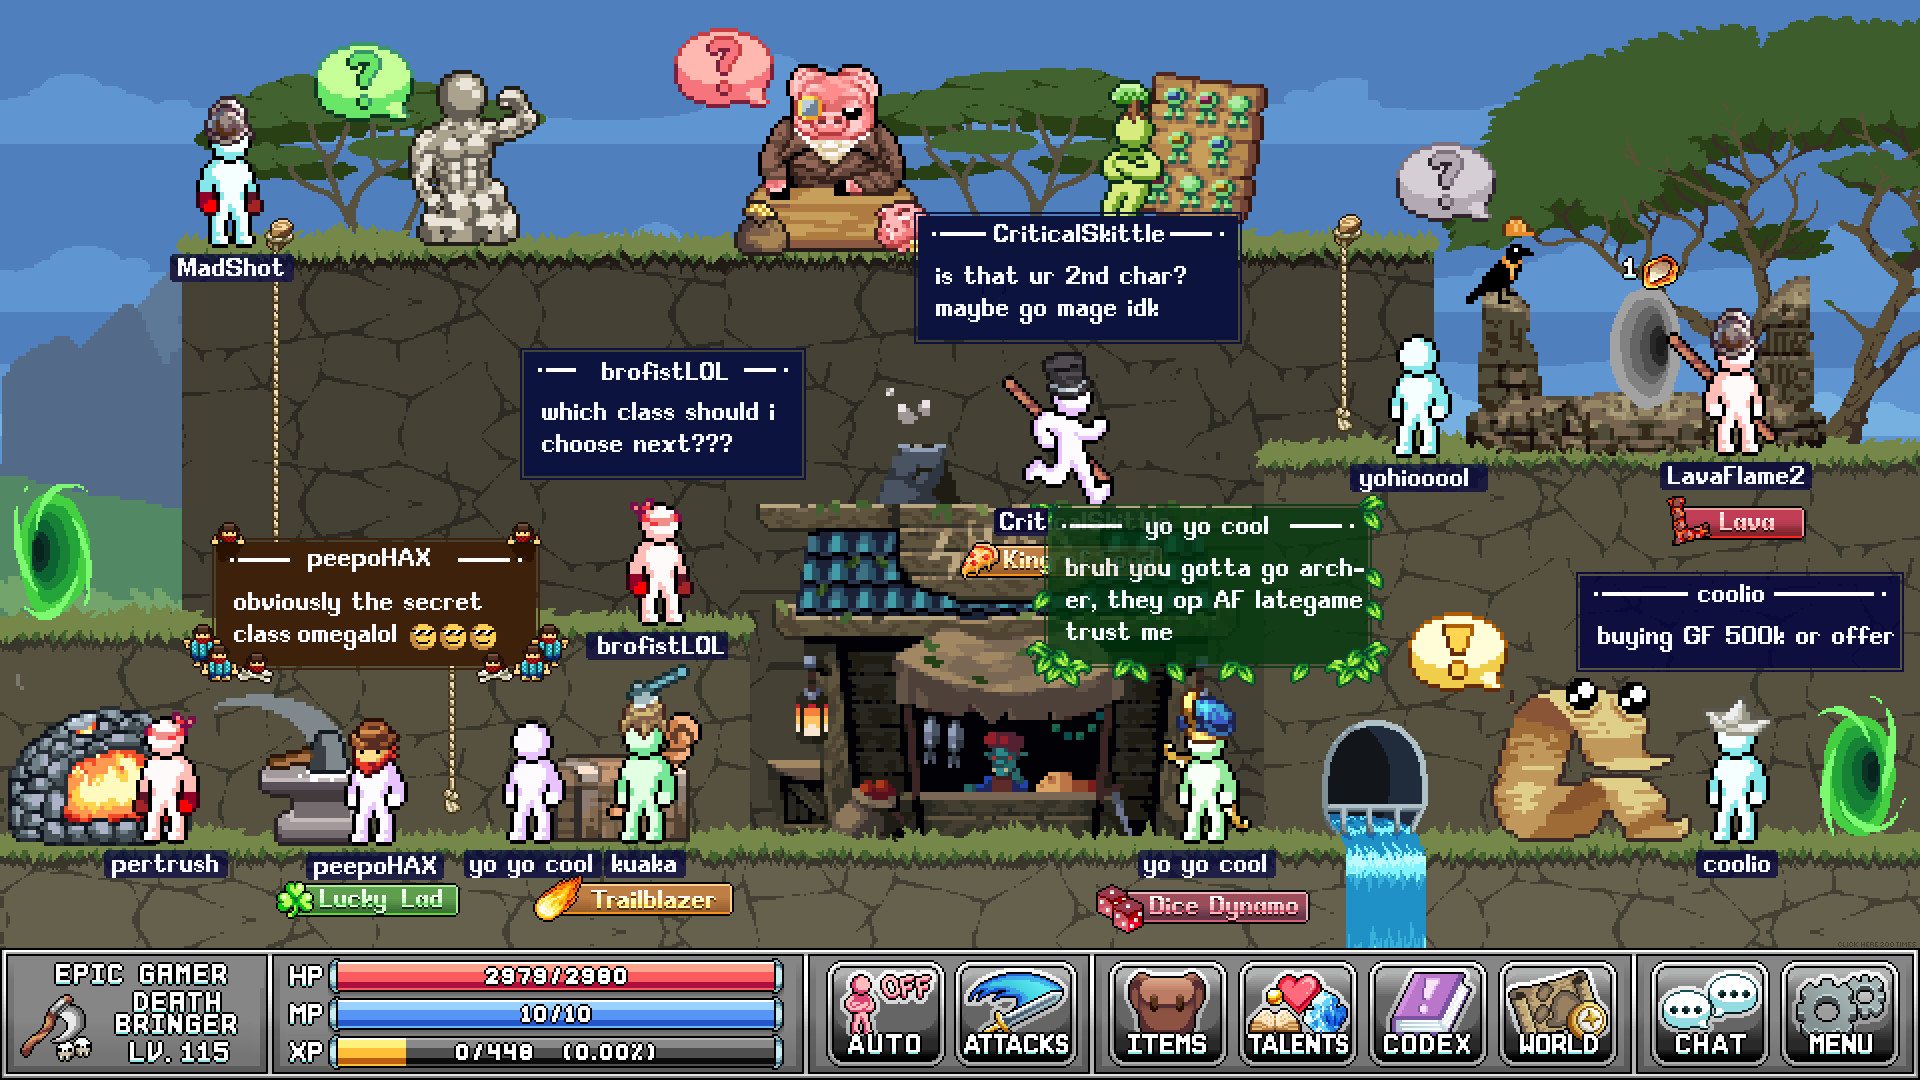 MadShot
CriticalSkittle
is that ur 2nd char?
maybe go mage idk
1
brofistLOL
which class should i
choose next???
yohiooool
LavaFlame2
Lava
Crit
King
yo yo cool
bruh you gotta go arch-
er, they op AF lategame
trust me
peepoHAX
obviously the secret
class omegalol
brofistLOL
coolio
buying GF 500k or offer
pertrush
peepoHAX
Lucky Lad
yo yo cool
kuaka
Trailblazer
yo yo cool
Dice Dynamo
coolio
EPIC GAMER
DEATH
BRINGER
LV. 115
HP 2979/2980
MP 10/10
XP 0/448 (0.00%)
OFF
AUTO
ATTACKS
ITEMS
TALENTS
CODEX
WORLD
CHAT
MENU